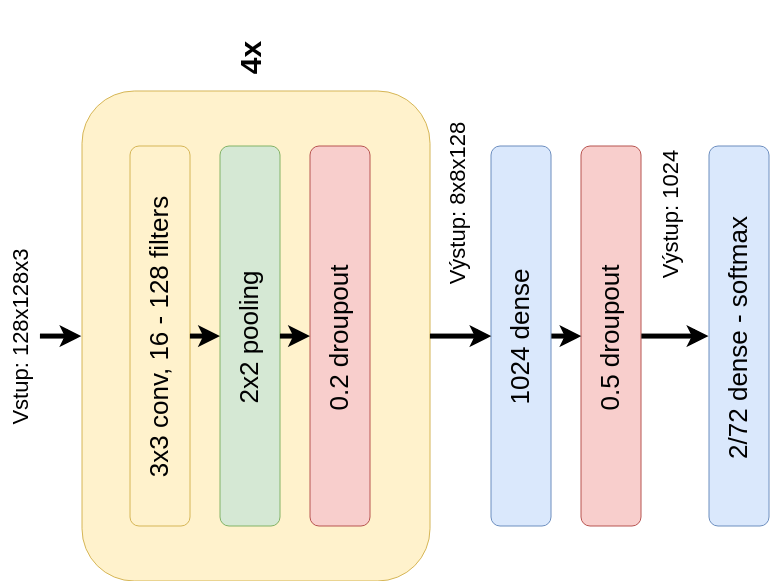 Vstup: 128x128x3
4x
3x3 conv, 16 - 128 filters
2x2 pooling
0.2 droupout
Výstup: 8x8x128
1024 dense
0.5 droupout
Výstup: 1024
2/72 dense - softmax